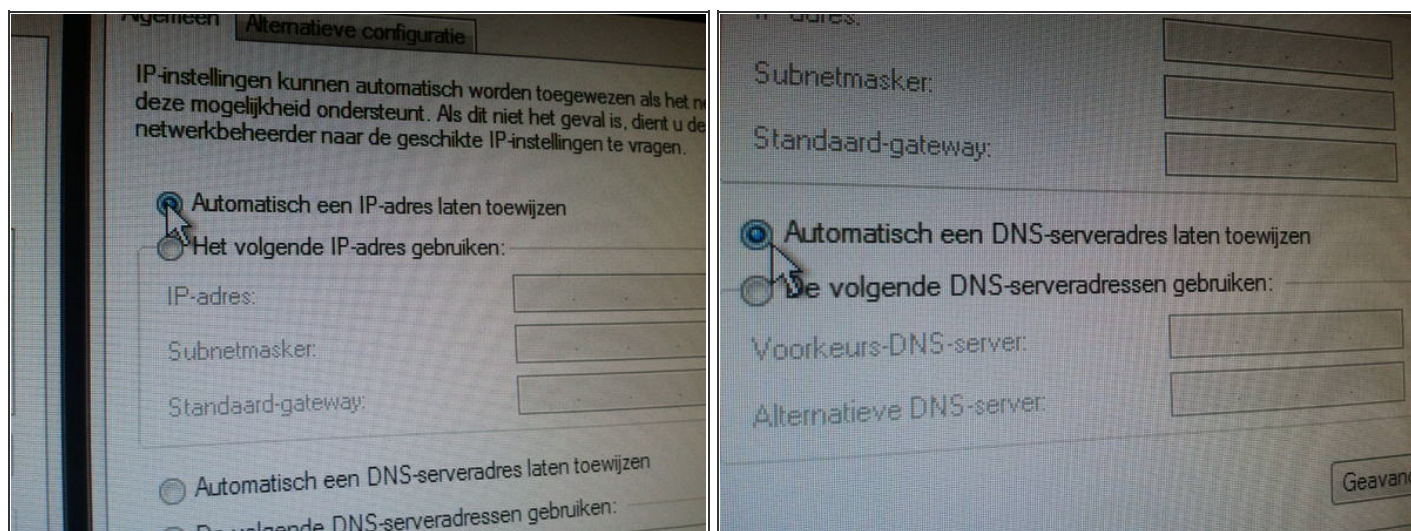 Algemeen
Alternatieve configuratie
IP-instellingen kunnen automatisch worden toegewezen als het
deze mogelijkheid ondersteunt. Als dit niet het geval is, dient u de
netwerkbeheerder naar de geschikte IP-instellingen te vragen.
Automatisch een IP-adres laten toewijzen
Het volgende IP-adres gebruiken:
IP-adres:
Subnetmasker:
Standaard-gateway:
Automatisch een DNS-serveradres laten toewijzen
De volgende DNS-serveradressen gebruiken:
IP-adres:
Subnetmasker:
Standaard-gateway:
Automatisch een DNS-serveradres laten toewijzen
De volgende DNS-serveradressen gebruiken:
Voorkeurs-DNS-server:
Alternatieve DNS-server:
Geavan